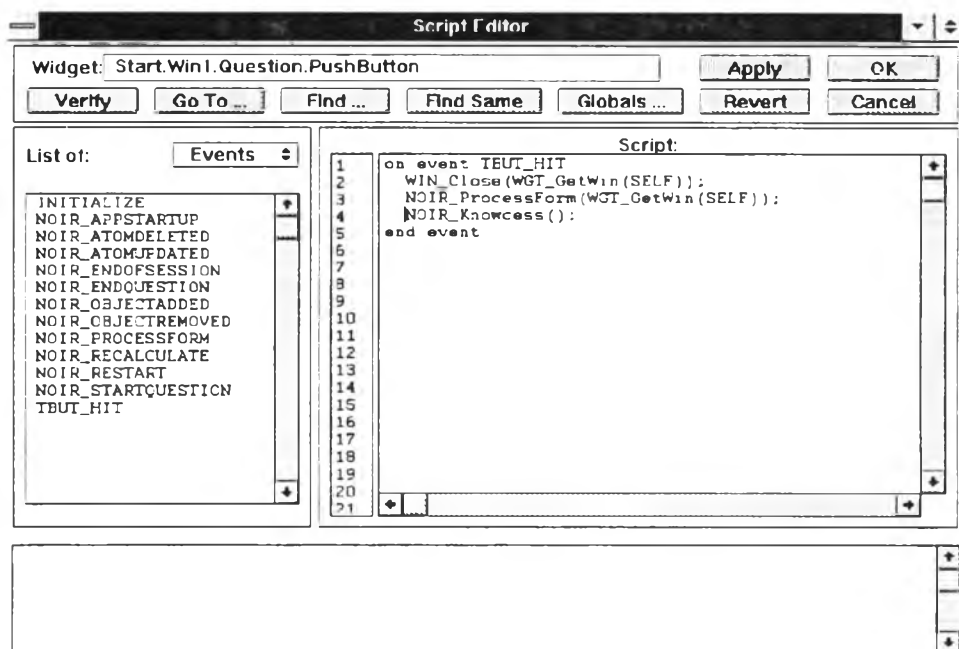 Script Editor
Widget: Start.Win1.Question.PushButton
Apply OK
Verify Go To ... Find ... Find Same Globals ... Revert Cancel
List of: Events
INITIALIZE
NOIR_APPSTARTUP
NOIR_ATOMDELETED
NOIR_ATOMUPDATED
NOIR_ENDOFSESSION
NOIR_ENDQUESTION
NOIR_OBJECTADDED
NOIR_OBJECTREMOVED
NOIR_PROCESSFORM
NOIR_RECALCULATE
NOIR_RESTART
NOIR_STARTQUESTION
TBUT_HIT
Script:
1 on event TBUT_HIT
2 WIN_Close(WGT_GetWin(SELF));
3 NOIR_ProcessForm(WGT_GetWin(SELF));
4 NOIR_Knowcess();
5 end event
6
7
8
9
10
11
12
13
14
15
16
17
18
19
20
21